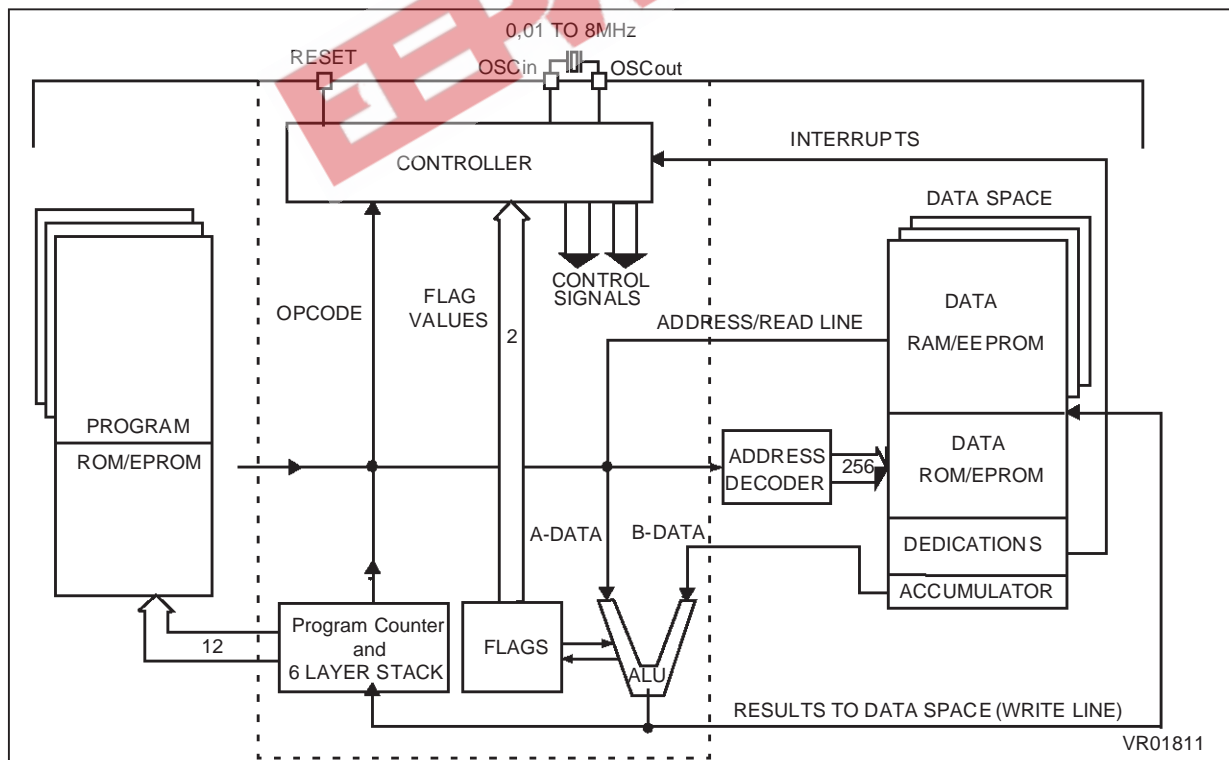 0,01 TO 8MHz
RESET
OSCin
OSCout
INTERRUPTS
CONTROLLER
DATA SPACE
CONTROL
SIGNALS
OPCODE
FLAG
VALUES
2
ADDRESS/READ LINE
DATA
RAM/EEPROM
PROGRAM
ROM/EPROM
ADDRESS
DECODER
256
DATA
ROM/EPROM
A-DATA
B-DATA
DEDICATIONS
ACCUMULATOR
12
Program Counter
and
6 LAYER STACK
FLAGS
ALU
RESULTS TO DATA SPACE (WRITE LINE)
VR01811